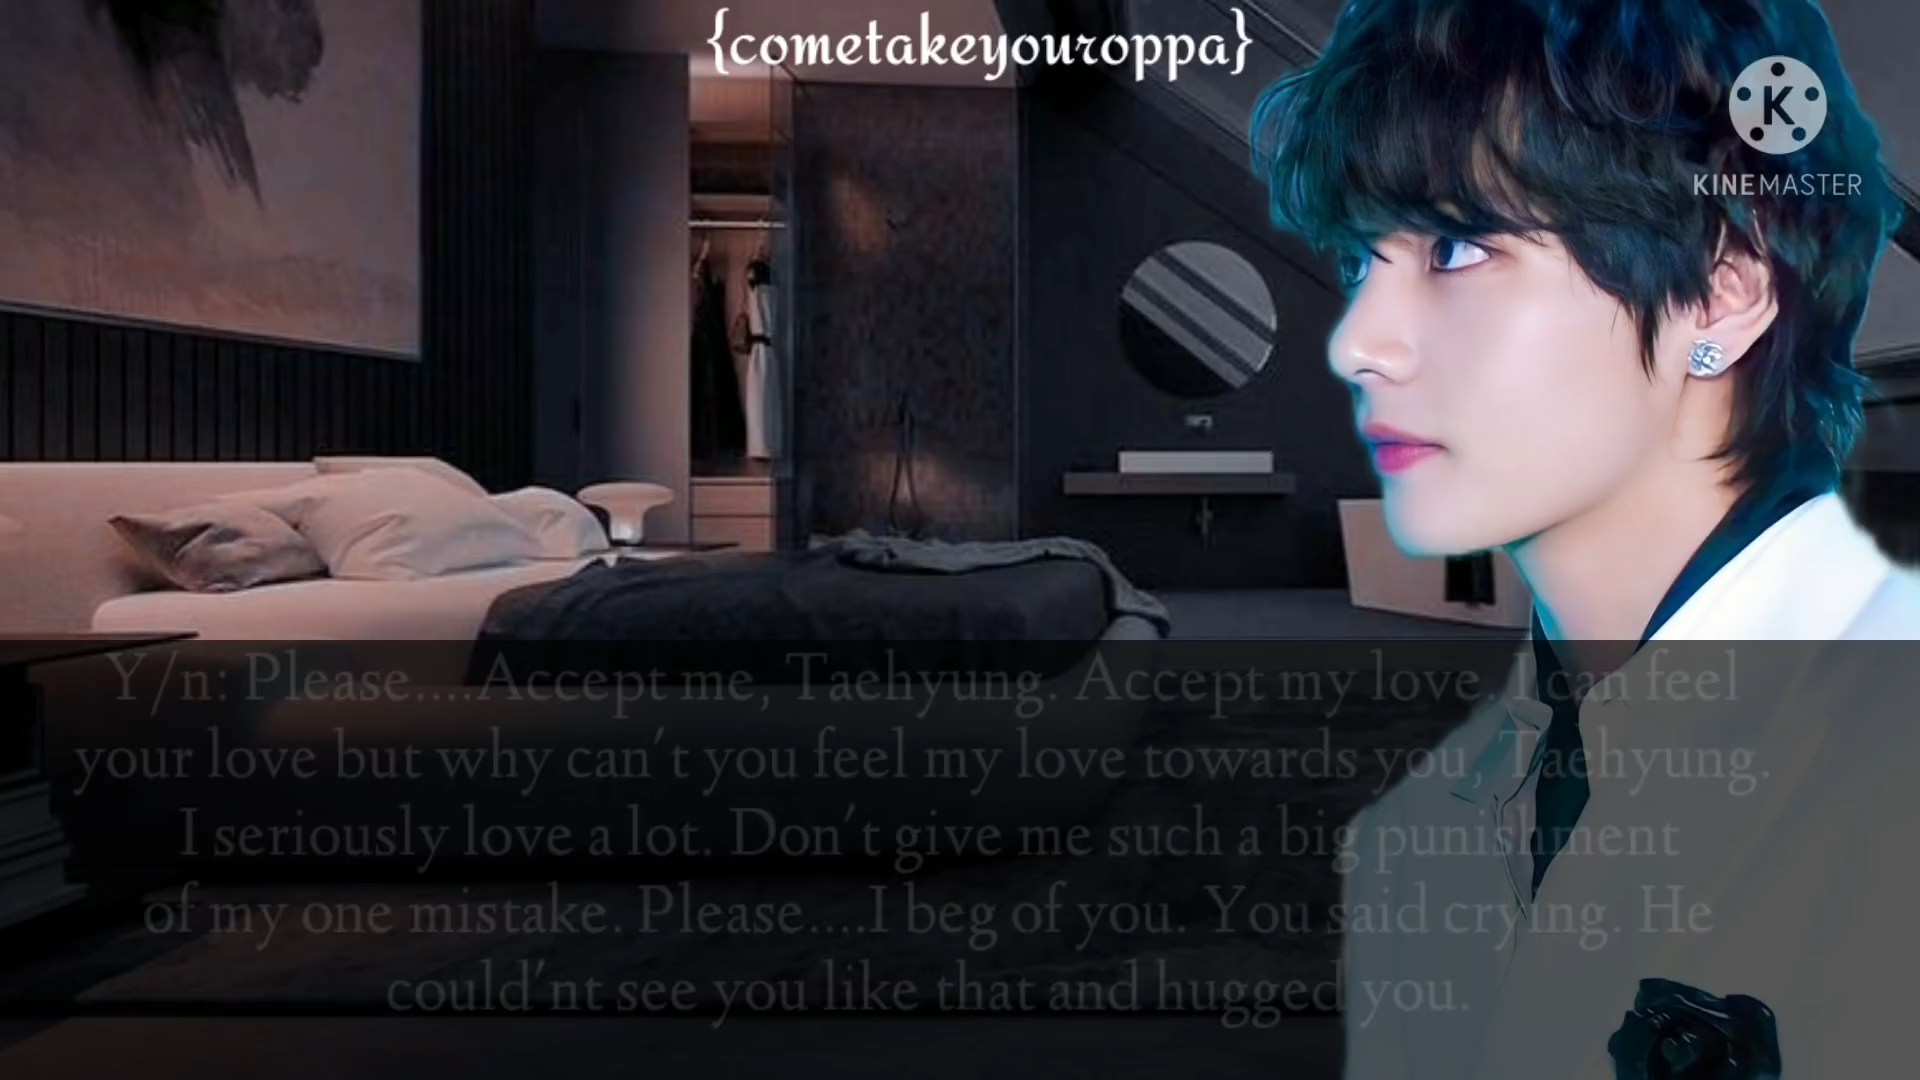 {cometakeyouroppa}
K
KINEMASTER
Y/n: Please....Accept me, Taehyung. Accept my love. I can feel
your love but why can't you feel my love towards you, Taehyung.
I seriously love a lot. Don't give me such a big punishment
of my one mistake. Please....I beg of you. You said crying. He
could'nt see you like that and hugged you.